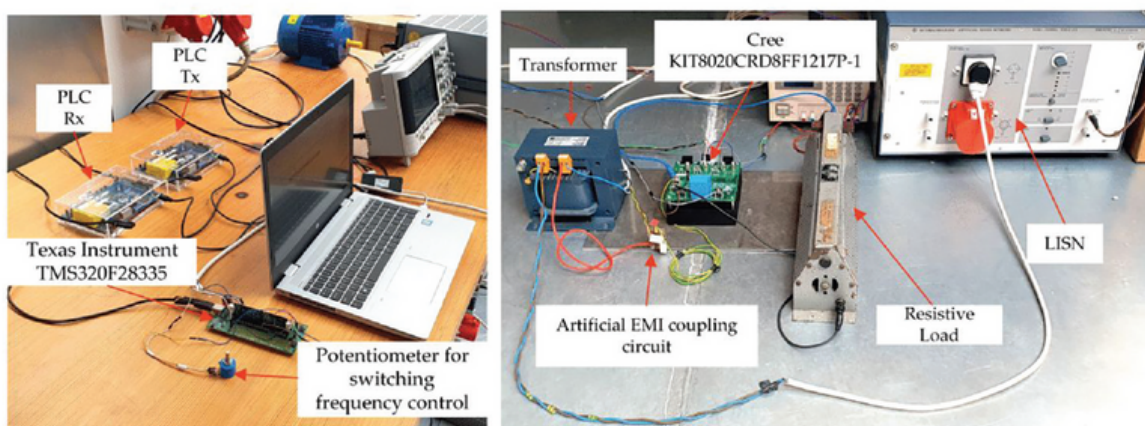 PLC
Tx
PLC
Rx
Texas Instrument
TMS320F28335
Potentiometer for
switching
frequency control
Transformer
Cree
KIT8020CRD8FF1217P-1
LISN
Artificial EMI coupling
circuit
Resistive
Load